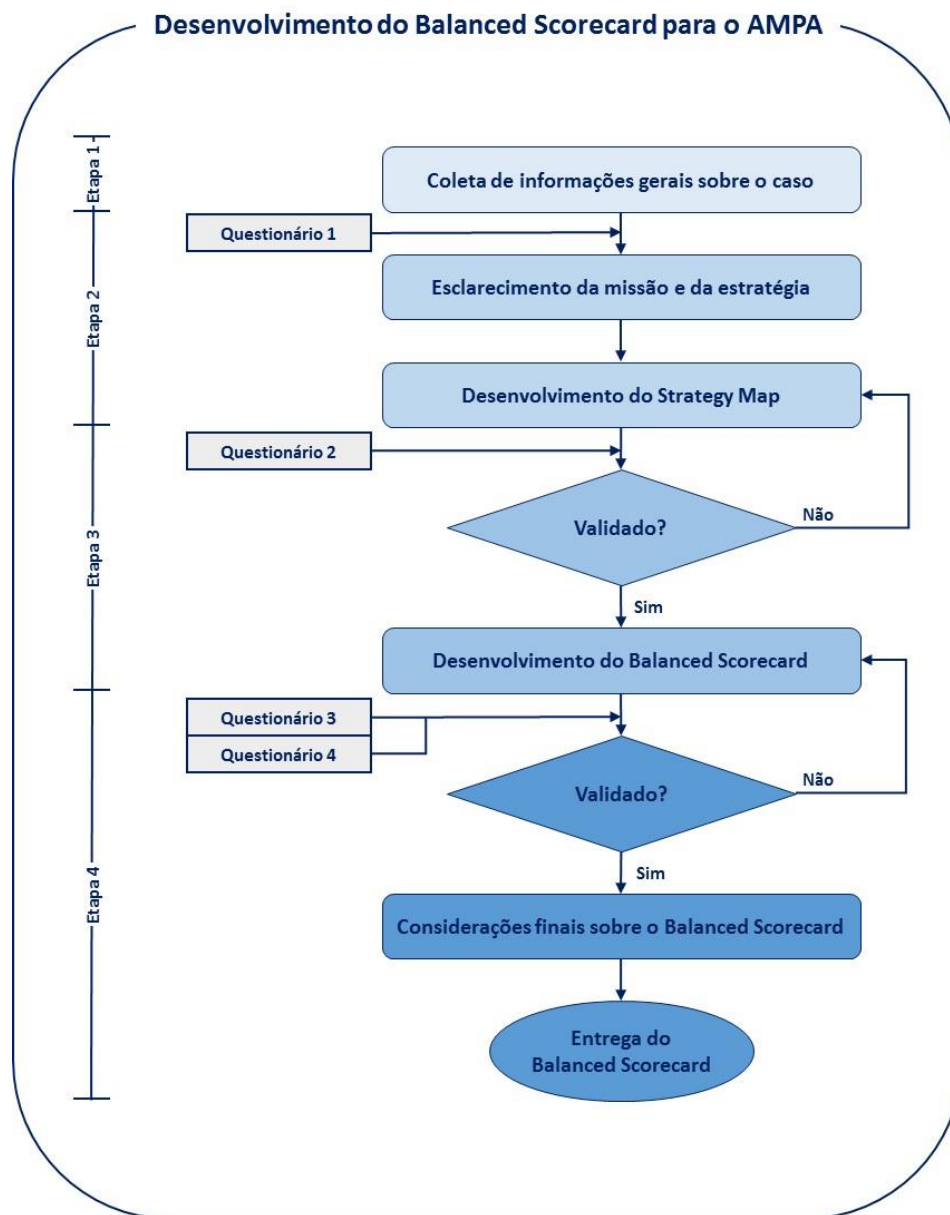 Desenvolvimento do Balanced Scorecard para o AMPA
Etapa 1
Coleta de informações gerais sobre o caso
Questionário 1
Etapa 2
Esclarecimento da missão e da estratégia
Desenvolvimento do Strategy Map
Questionário 2
Etapa 3
Validado?
Não
Sim
Desenvolvimento do Balanced Scorecard
Questionário 3
Questionário 4
Etapa 4
Validado?
Não
Sim
Considerações finais sobre o Balanced Scorecard
Entrega do
Balanced Scorecard